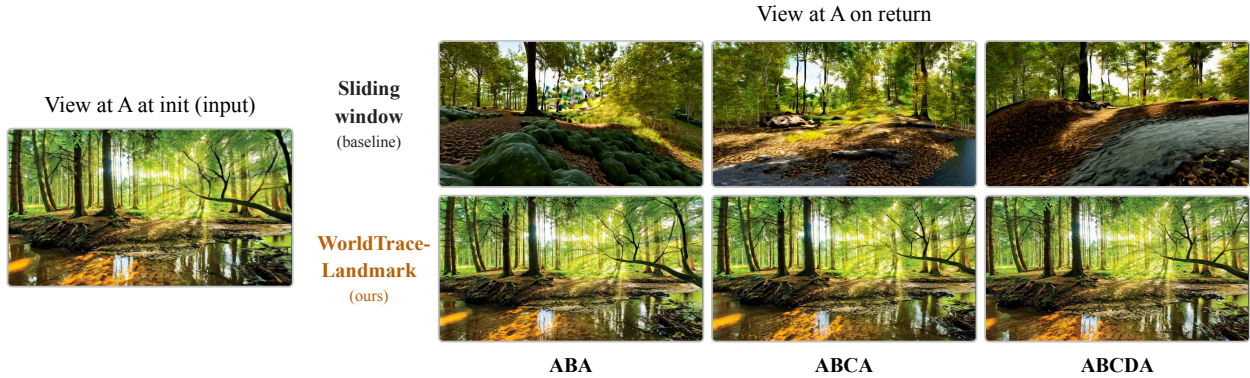 View at A on return
View at A at init (input)
Sliding
window
(baseline)
WorldTrace-
Landmark
(ours)
ABA
ABCA
ABCDA